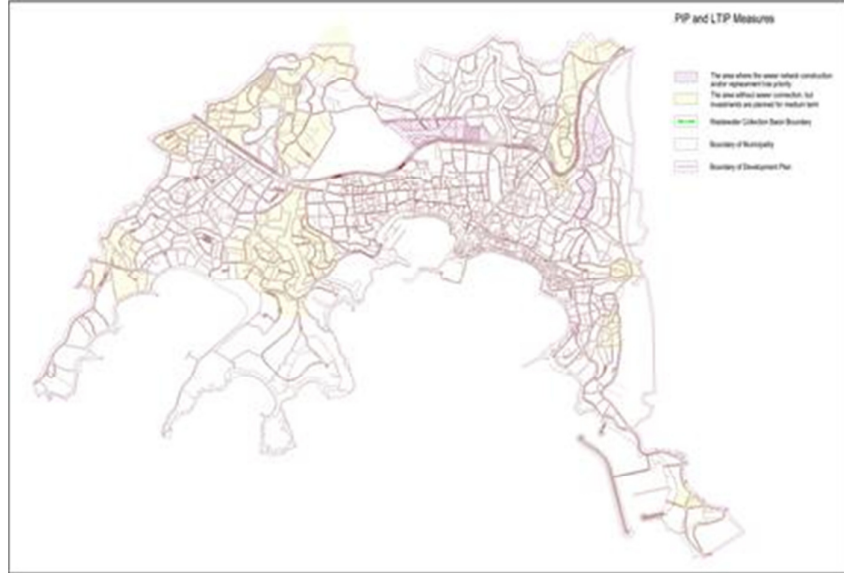 PIP and LTIP Measures
The area where the sewer network construction
and/or replacement has priority
The area without sewer connection, but
investments are planned for medium term
Wastewater Collection Basin Boundary
Boundary of Municipality
Boundary of Development Plan